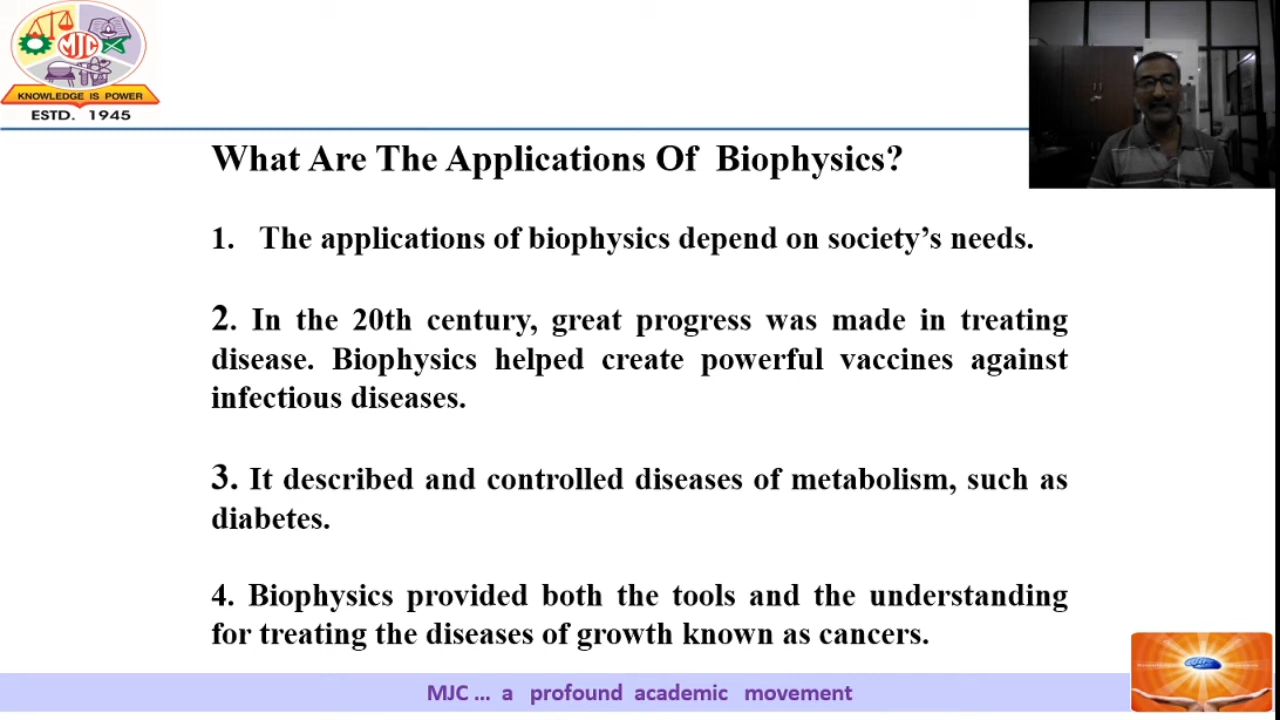 MJC
KNOWLEDGE IS POWER
ESTD. 1945
What Are The Applications Of Biophysics?
1. The applications of biophysics depend on society's needs.
2. In the 20th century, great progress was made in treating
disease. Biophysics helped create powerful vaccines against
infectious diseases.
3. It described and controlled diseases of metabolism, such as
diabetes.
4. Biophysics provided both the tools and the understanding
for treating the diseases of growth known as cancers.
MJC ... a profound academic movement